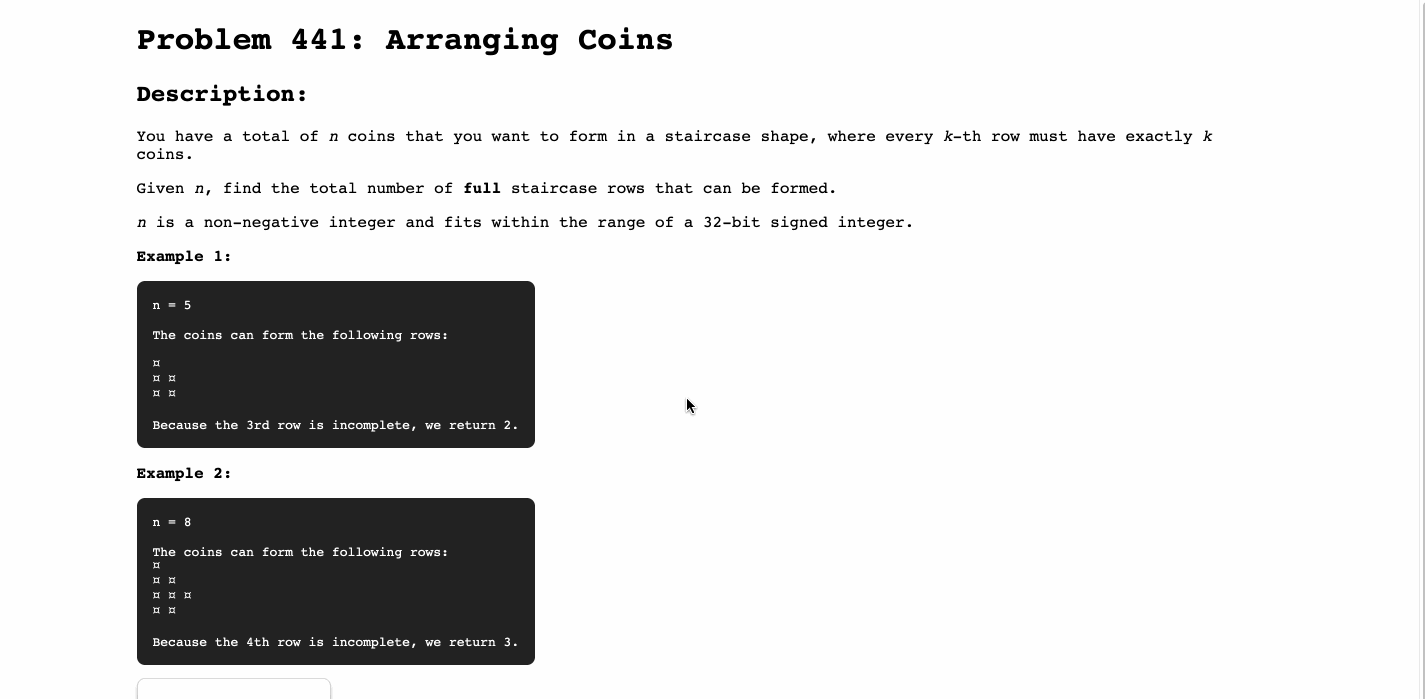 Problem 441: Arranging Coins
Description:
You have a total of n coins that you want to form in a staircase shape, where every k-th row must have exactly k
coins.
Given n, find the total number of full staircase rows that can be formed.
n is a non-negative integer and fits within the range of a 32-bit signed integer.
Example 1:
n = 5
The coins can form the following rows:
¤
¤ ¤
¤ ¤
Because the 3rd row is incomplete, we return 2.
Example 2:
n = 8
The coins can form the following rows:
¤
¤ ¤
¤ ¤ ¤
¤ ¤
Because the 4th row is incomplete, we return 3.